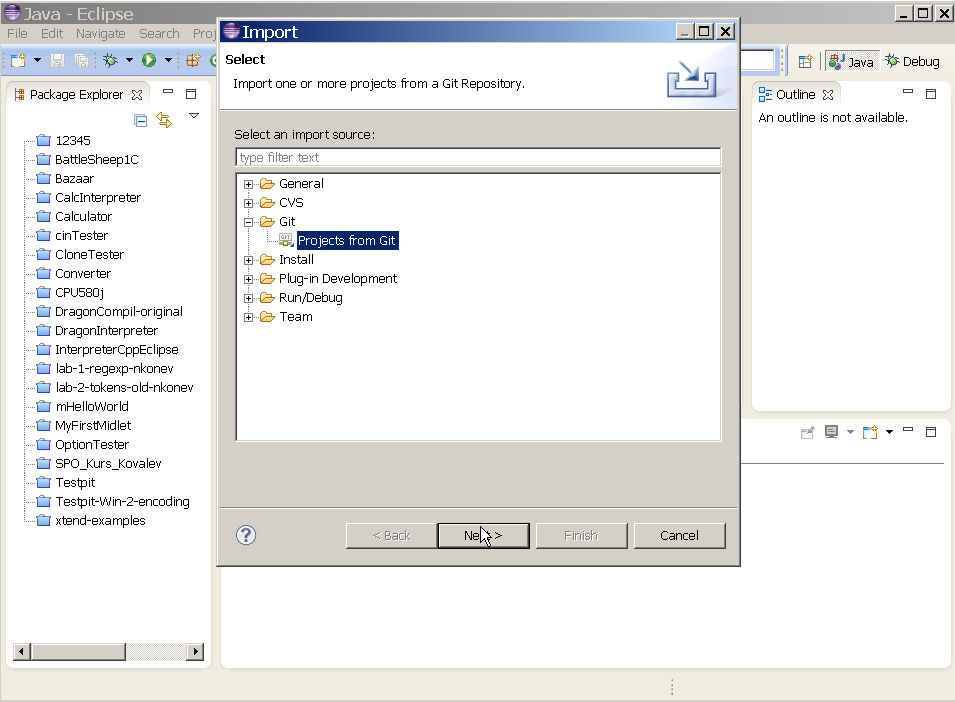 Java - Eclipse
File Edit Navigate Search Proj
Java Debug
Package Explorer
12345
BattleSheep1C
Bazaar
CalcInterpreter
Calculator
cinTester
CloneTester
Converter
CPU580j
DragonCompil-original
DragonInterpreter
InterpreterCppEclipse
lab-1-regexp-nkonev
lab-2-tokens-old-nkonev
mHelloWorld
MyFirstMidlet
OptionTester
SPO_Kurs_Kovalev
Testpit
Testpit-Win-2-encoding
xtend-examples
Import
Select
Import one or more projects from a Git Repository.
Select an import source:
type filter text
General
CVS
Git
GIT
Projects from Git
Install
Plug-in Development
Run/Debug
Team
?
< Back
Ne >
Finish
Cancel
Outline
An outline is not available.